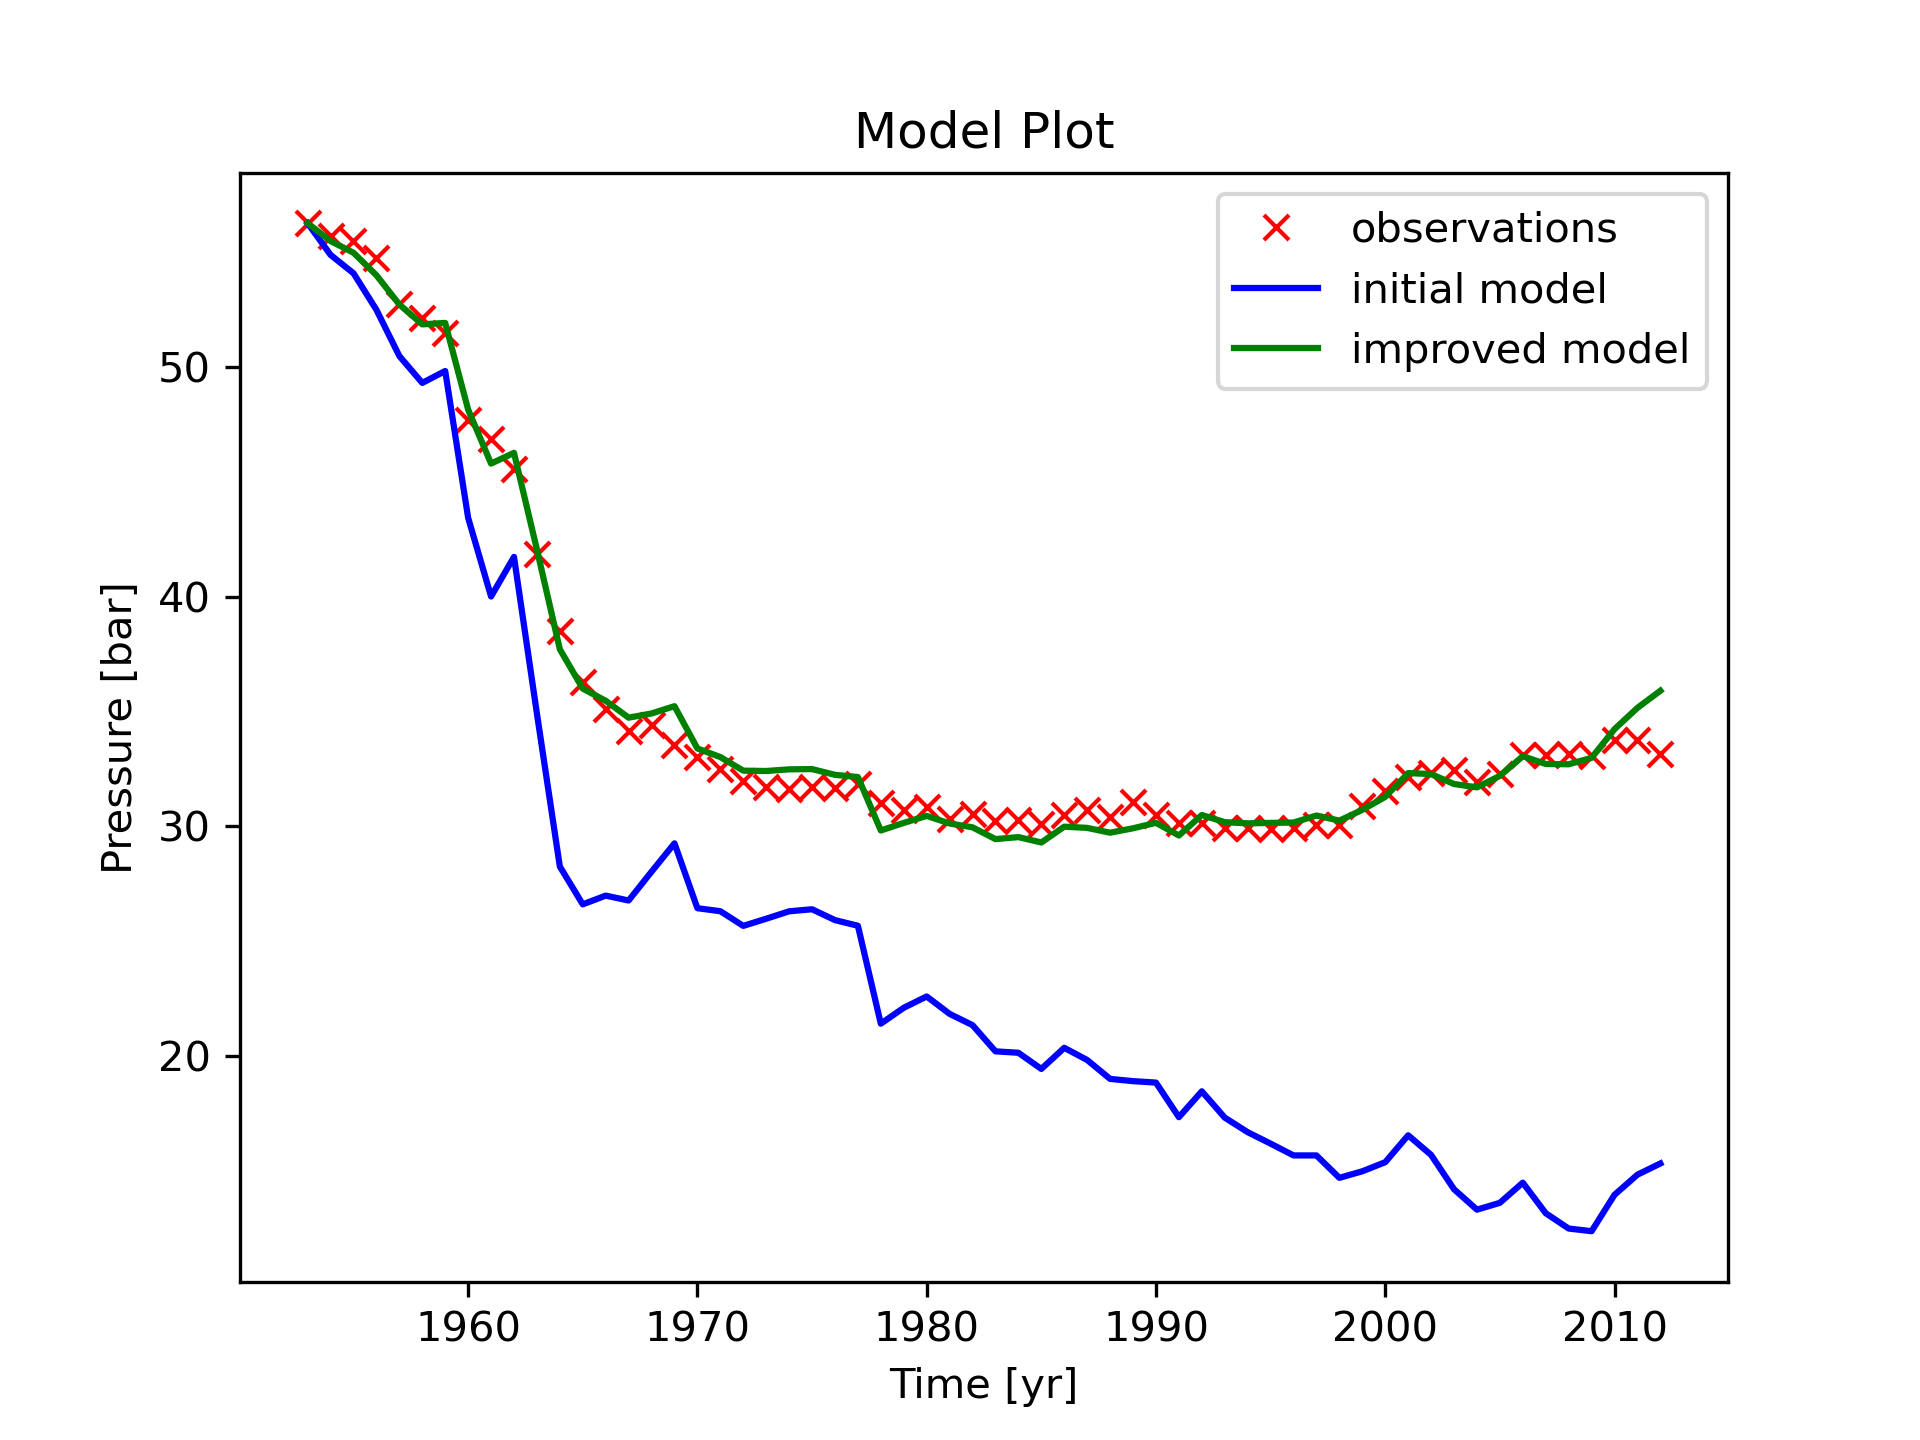 Model Plot
observations
initial model
improved model
50
40
30
20
Pressure [bar]
1960 1970 1980 1990 2000 2010
Time [yr]